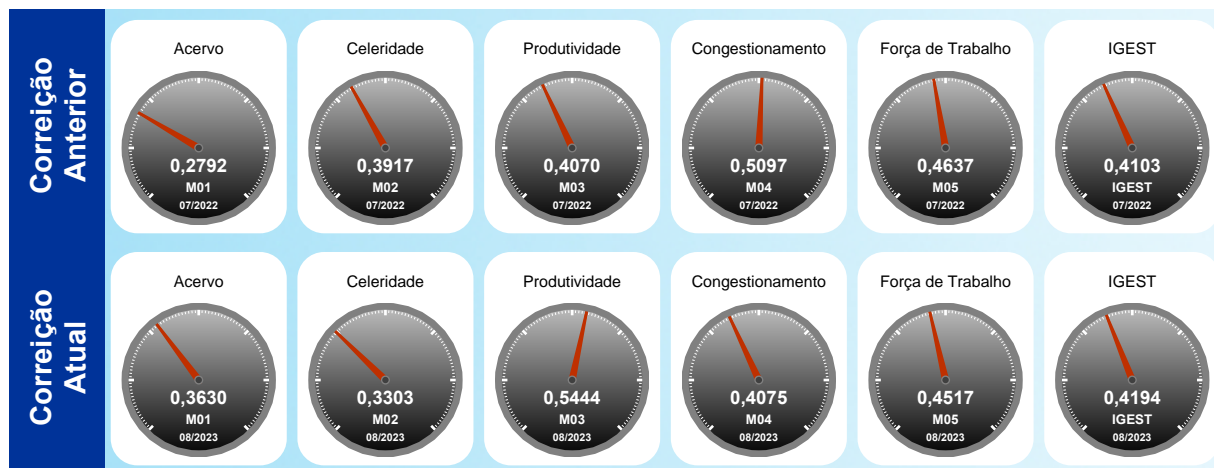 Correição
Anterior
Acervo
0,2792
M01
07/2022
Celeridade
0,3917
M02
07/2022
Produtividade
0,4070
M03
07/2022
Congestionamento
0,5097
M04
07/2022
Força de Trabalho
0,4637
M05
07/2022
IGEST
0,4103
IGEST
07/2022
Correição
Atual
Acervo
0,3630
M01
08/2023
Celeridade
0,3303
M02
08/2023
Produtividade
0,5444
M03
08/2023
Congestionamento
0,4075
M04
08/2023
Força de Trabalho
0,4517
M05
08/2023
IGEST
0,4194
IGEST
08/2023